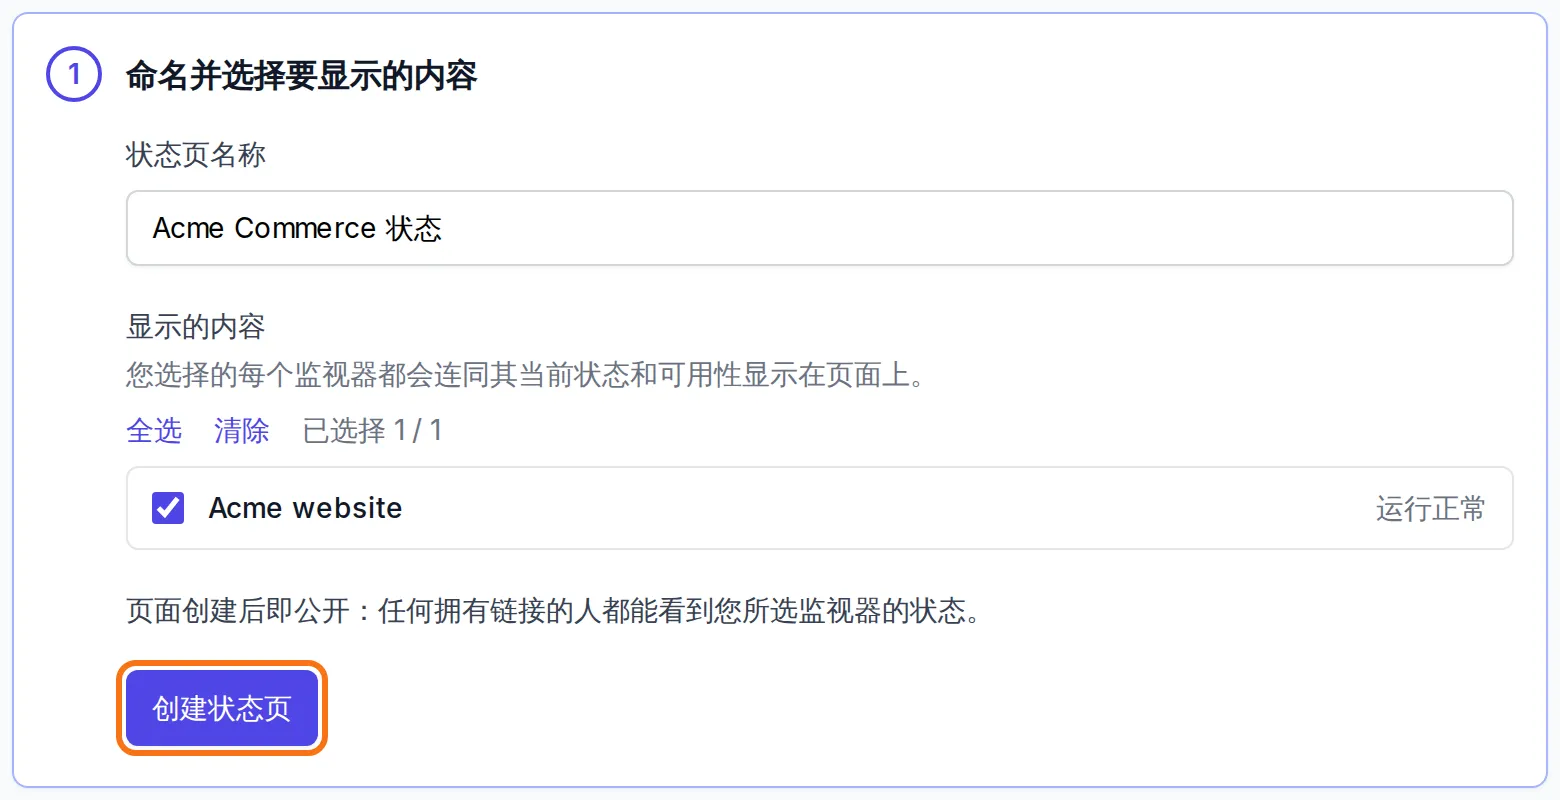 1
命名并选择要显示的内容
状态页名称
Acme Commerce 状态
显示的内容
您选择的每个监视器都会连同其当前状态和可用性显示在页面上。
全选 清除 已选择 1 / 1
Acme website 运行正常
页面创建后即公开：任何拥有链接的人都能看到您所选监视器的状态。
创建状态页